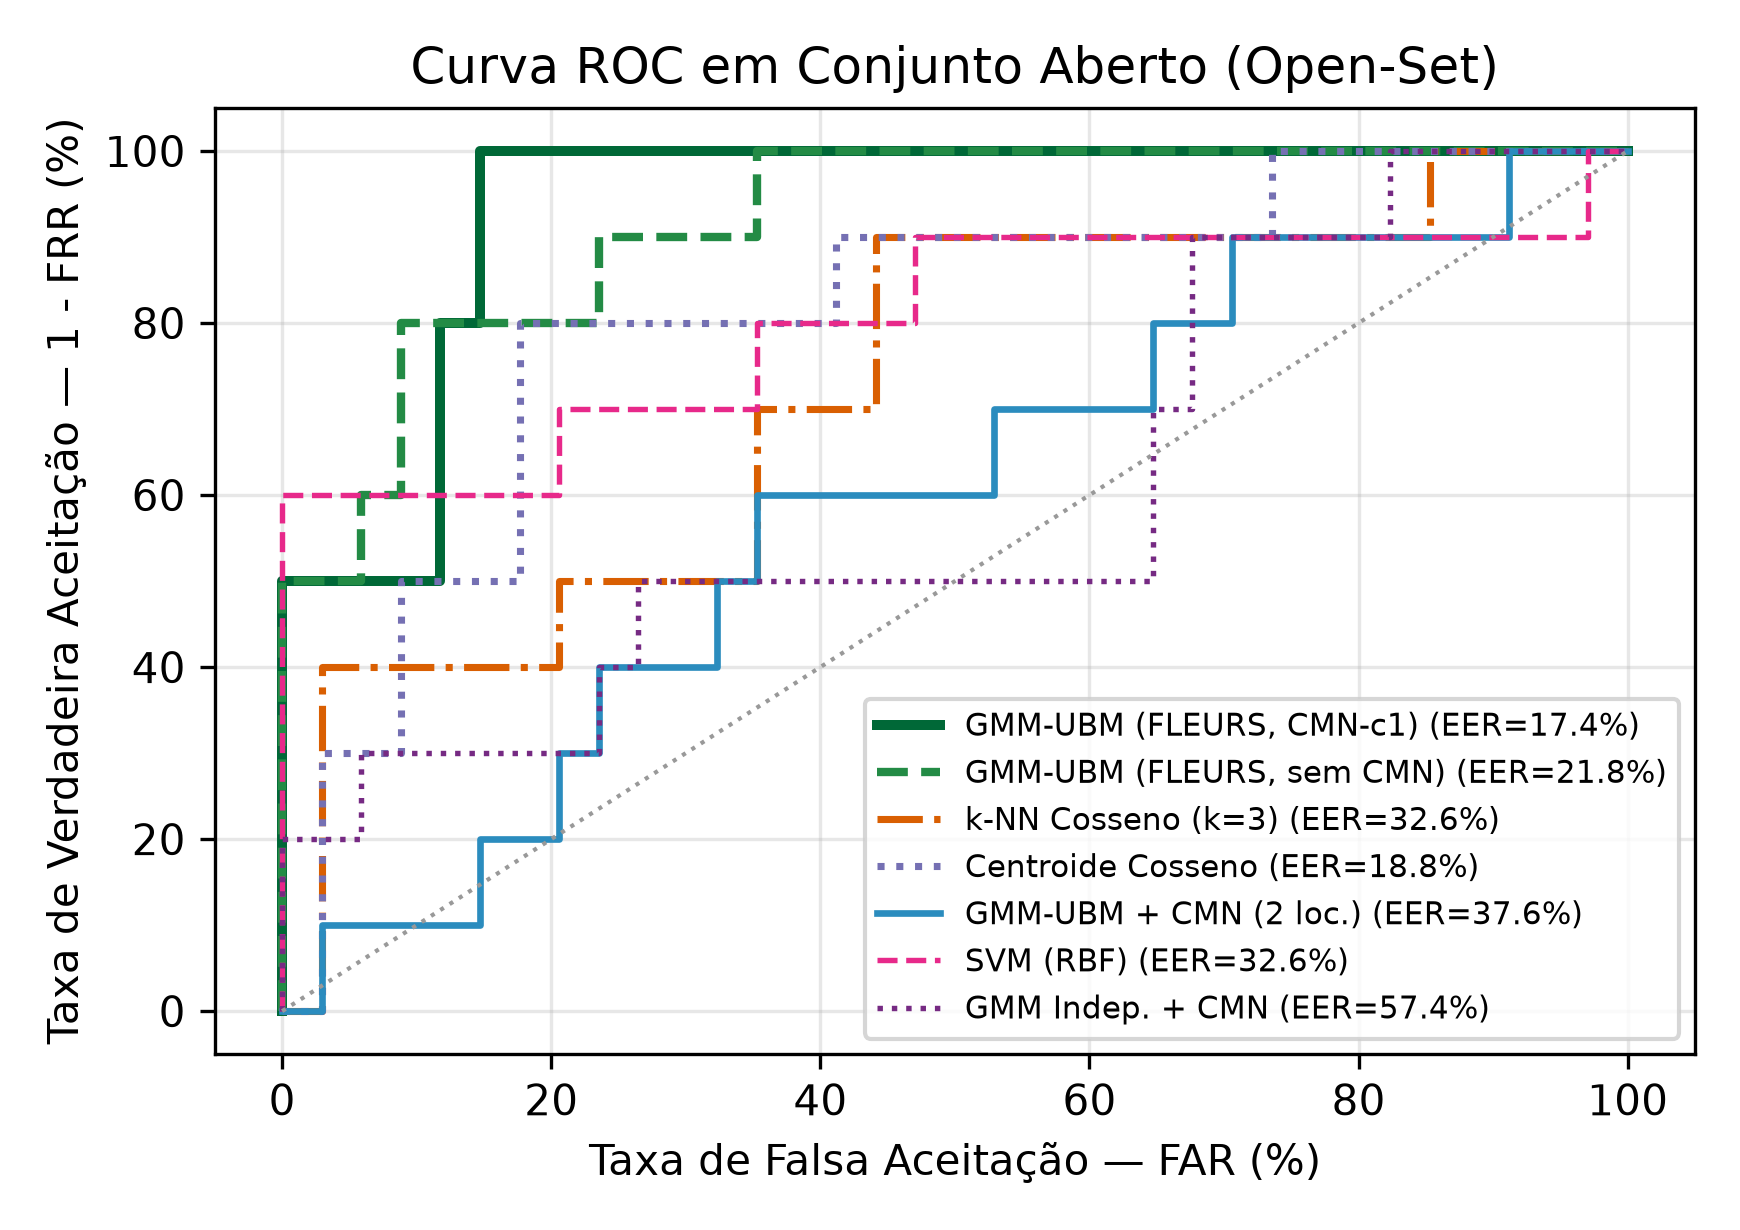 Curva ROC em Conjunto Aberto (Open-Set)
Taxa de Verdadeira Aceitação — 1 - FRR (%)
100
80
60
40
20
0
GMM-UBM (FLEURS, CMN-c1) (EER=17.4%)
GMM-UBM (FLEURS, sem CMN) (EER=21.8%)
k-NN Cosseno (k=3) (EER=32.6%)
Centroide Cosseno (EER=18.8%)
GMM-UBM + CMN (2 loc.) (EER=37.6%)
SVM (RBF) (EER=32.6%)
GMM Indep. + CMN (EER=57.4%)
0 20 40 60 80 100
Taxa de Falsa Aceitação — FAR (%)